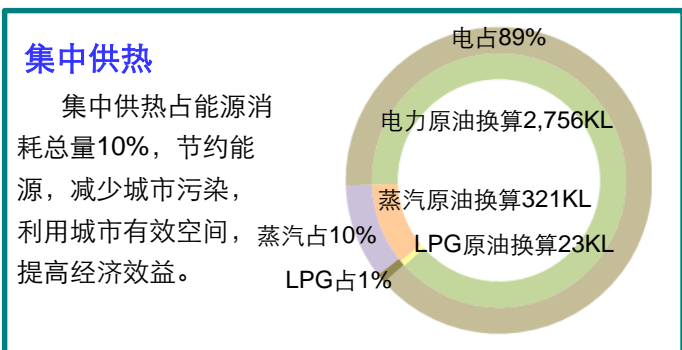 集中供热
集中供热占能源消
耗总量10%，节约能
源，减少城市污染，
利用城市有效空间，
提高经济效益。
电占89%
电力原油换算2,756KL
蒸汽原油换算321KL
蒸汽占10%
LPG原油换算23KL
LPG占1%